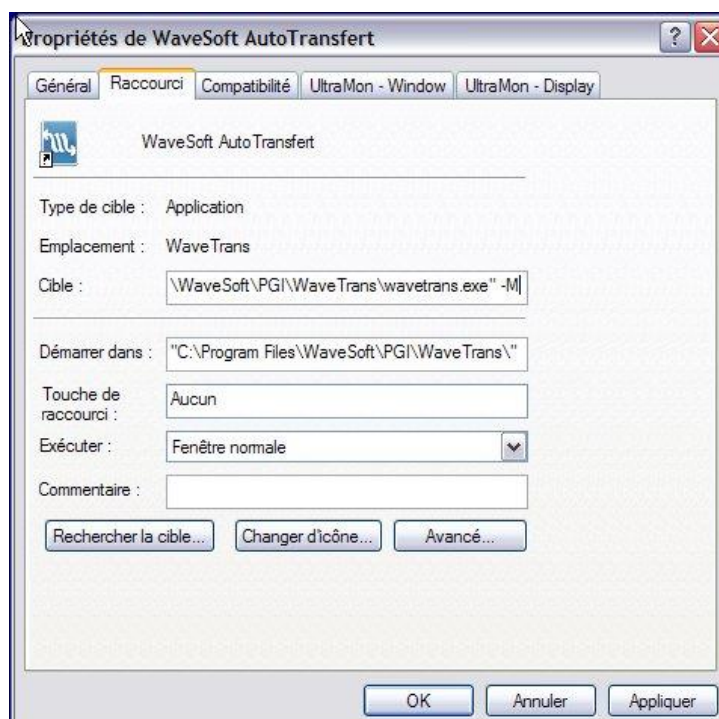 Propriétés de WaveSoft AutoTransfert
Général Raccourci Compatibilité UltraMon - Window UltraMon - Display
WaveSoft AutoTransfert
Type de cible : Application
Emplacement : WaveTrans
Cible : \WaveSoft\PGI\WaveTrans\wavetrans.exe" -M
Démarrer dans : "C:\Program Files\WaveSoft\PGI\WaveTrans\"
Touche de raccourci : Aucun
Exécuter : Fenêtre normale
Commentaire :
Rechercher la cible... Changer d'icône... Avancé...
OK Annuler Appliquer